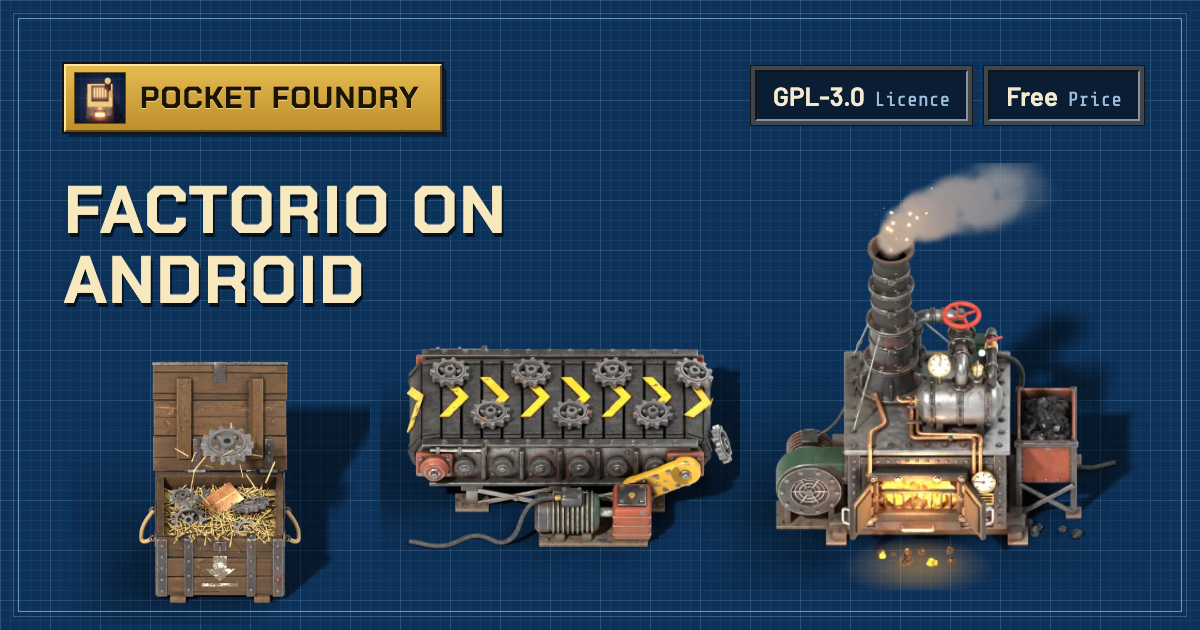 POCKET FOUNDRY
GPL-3.0 Licence
Free Price
FACTORIO ON
ANDROID